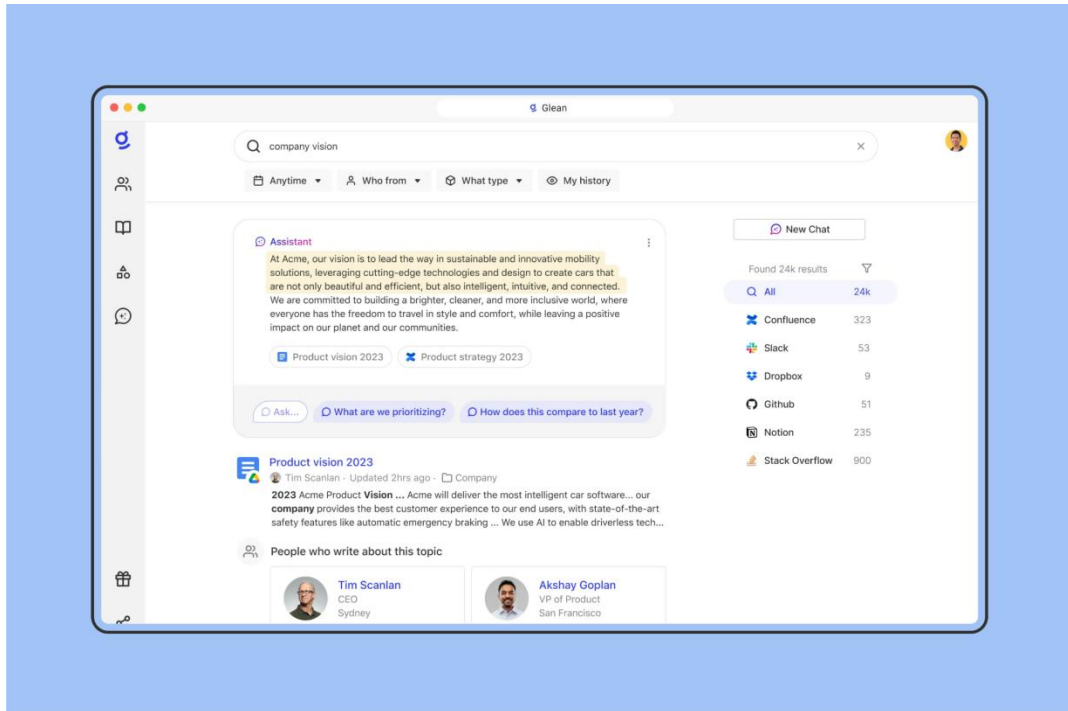 Glean
company vision
Anytime
Who from
What type
My history
Assistant
At Acme, our vision is to lead the way in sustainable and innovative mobility
solutions, leveraging cutting-edge technologies and design to create cars that
are not only beautiful and efficient, but also intelligent, intuitive, and connected.
We are committed to building a brighter, cleaner, and more inclusive world, where
everyone has the freedom to travel in style and comfort, while leaving a positive
impact on our planet and our communities.
Product vision 2023
Product strategy 2023
Ask...
What are we prioritizing?
How does this compare to last year?
Product vision 2023
Tim Scanlan - Updated 2hrs ago - Company
2023 Acme Product Vision ... Acme will deliver the most intelligent car software... our
company provides the best customer experience to our end users, with state-of-the-art
safety features like automatic emergency braking ... We use AI to enable driverless tech...
People who write about this topic
Tim Scanlan
CEO
Sydney
Akshay Goplan
VP of Product
San Francisco
New Chat
Found 24k results
All 24k
Confluence 323
Slack 53
Dropbox 9
Github 51
Notion 235
Stack Overflow 900